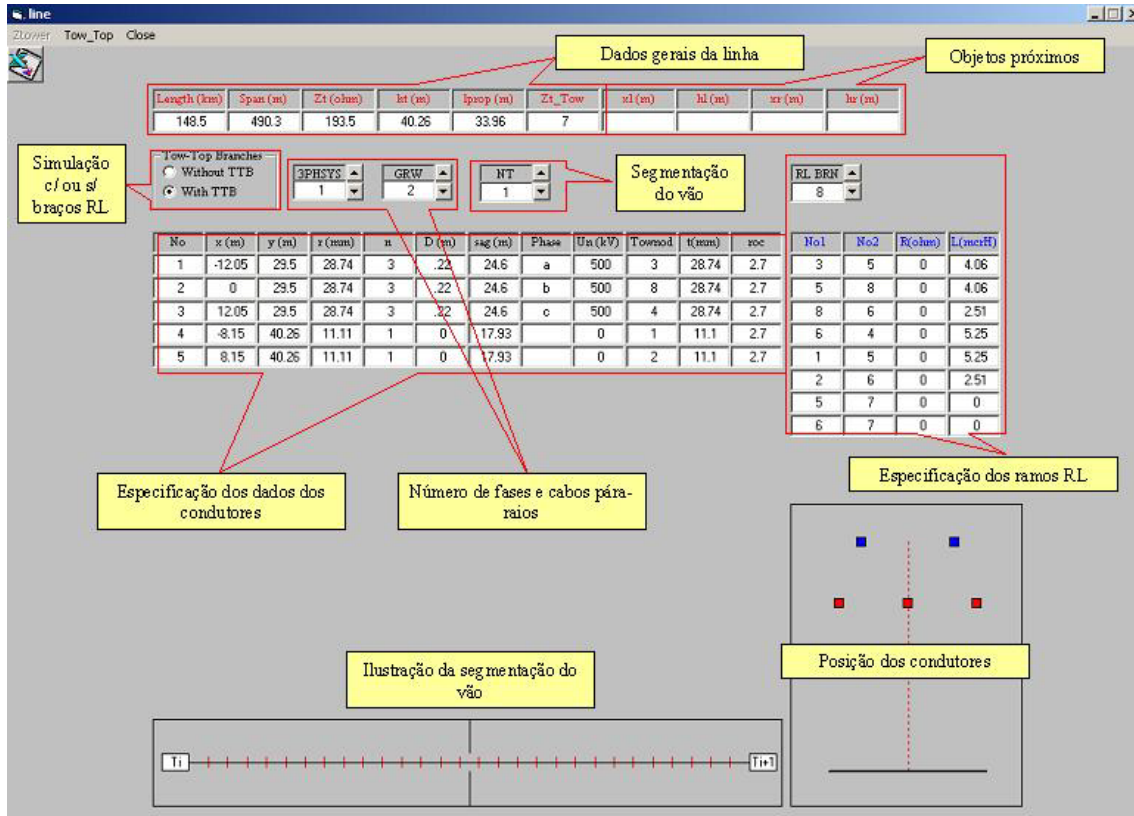 line
Ztower Tow_Top Close
Dados gerais da linha
Objetos próximos
Length (km) Span (m) Zt (ohm) ht (m) lprop (m) Zt_Tow xl (m) hl (m) xr (m) hr (m)
148.5 490.3 193.5 40.26 33.96 7
Simulação c/ ou s/ braços RL
Tow-Top Branches
Without TTB
With TTB
3PHSYS
1
GRW
2
NT
1
Segmentação do vão
RL BRN
8
No x (m) y (m) r (mm) n D (m) sag (m) Phase Un (kV) Townod t(mm) roc
1 -12.05 29.5 28.74 3 .22 24.6 a 500 3 28.74 2.7
2 0 29.5 28.74 3 .22 24.6 b 500 8 28.74 2.7
3 12.05 29.5 28.74 3 .22 24.6 c 500 4 28.74 2.7
4 -8.15 40.26 11.11 1 0 17.93 0 1 11.1 2.7
5 8.15 40.26 11.11 1 0 17.93 0 2 11.1 2.7
No1 No2 R(ohm) L(mcrH)
3 5 0 4.06
5 8 0 4.06
8 6 0 2.51
6 4 0 5.25
1 5 0 5.25
2 6 0 2.51
5 7 0 0
6 7 0 0
Especificação dos dados dos condutores
Número de fases e cabos pára-raios
Especificação dos ramos RL
Ilustração da segmentação do vão
Posição dos condutores
Ti
Ti+1